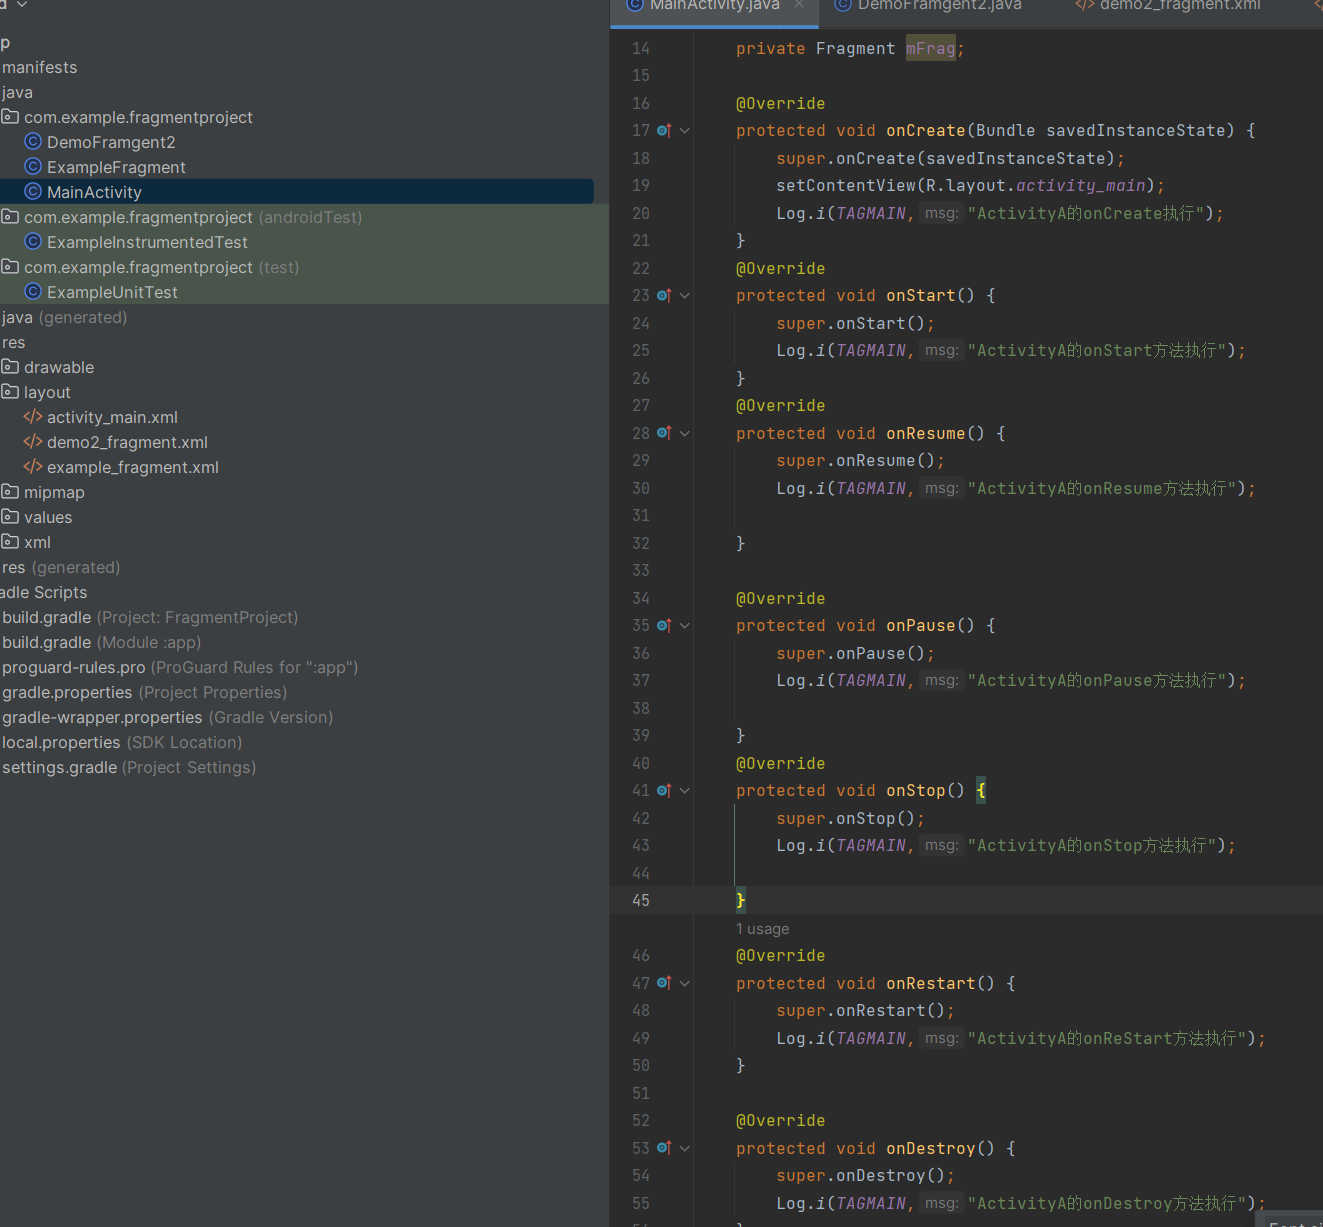 d
p
manifests
java
com.example.fragmentproject
DemoFramgent2
ExampleFragment
MainActivity
com.example.fragmentproject (androidTest)
ExampleInstrumentedTest
com.example.fragmentproject (test)
ExampleUnitTest
java (generated)
res
drawable
layout
activity_main.xml
demo2_fragment.xml
example_fragment.xml
mipmap
values
xml
res (generated)
adle Scripts
build.gradle (Project: FragmentProject)
build.gradle (Module :app)
proguard-rules.pro (ProGuard Rules for ":app")
gradle.properties (Project Properties)
gradle-wrapper.properties (Gradle Version)
local.properties (SDK Location)
settings.gradle (Project Settings)
MainActivity.java × DemoFramgent2.java demo2_fragment.xml
14 private Fragment mFrag;
15
16 @Override
17 protected void onCreate(Bundle savedInstanceState) {
18 super.onCreate(savedInstanceState);
19 setContentView(R.layout.activity_main);
20 Log.i(TAGMAIN, msg: "ActivityA的onCreate执行");
21 }
22 @Override
23 protected void onStart() {
24 super.onStart();
25 Log.i(TAGMAIN, msg: "ActivityA的onStart方法执行");
26 }
27 @Override
28 protected void onResume() {
29 super.onResume();
30 Log.i(TAGMAIN, msg: "ActivityA的onResume方法执行");
31
32 }
33
34 @Override
35 protected void onPause() {
36 super.onPause();
37 Log.i(TAGMAIN, msg: "ActivityA的onPause方法执行");
38
39 }
40 @Override
41 protected void onStop() {
42 super.onStop();
43 Log.i(TAGMAIN, msg: "ActivityA的onStop方法执行");
44
45 }
1 usage
46 @Override
47 protected void onRestart() {
48 super.onRestart();
49 Log.i(TAGMAIN, msg: "ActivityA的onReStart方法执行");
50 }
51
52 @Override
53 protected void onDestroy() {
54 super.onDestroy();
55 Log.i(TAGMAIN, msg: "ActivityA的onDestroy方法执行");